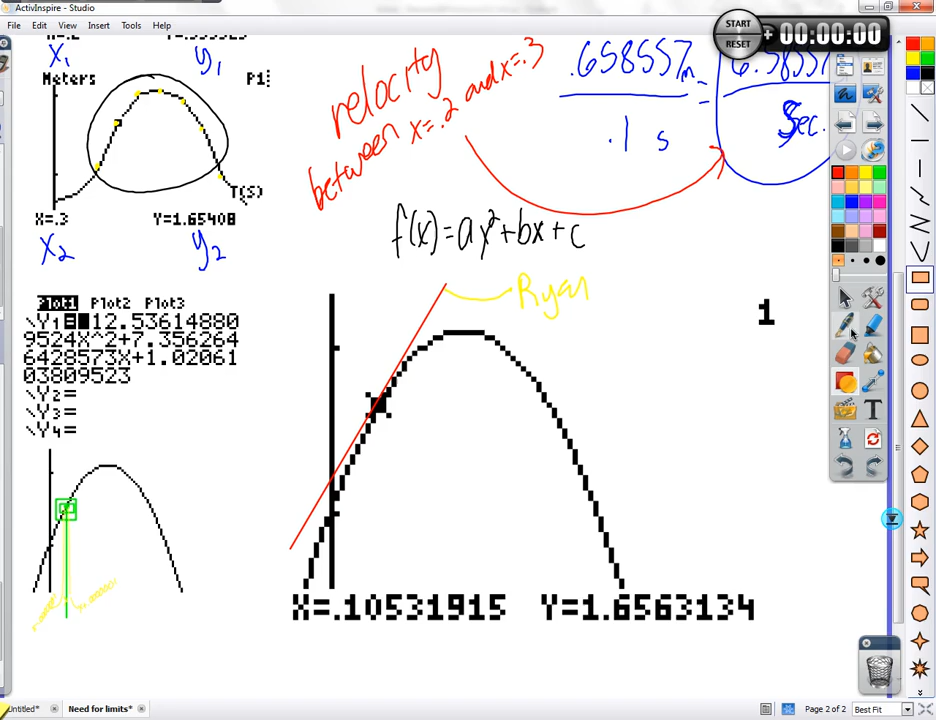 ActivInspire - Studio
File Edit View Insert Tools Help
START
RESET
00:00:00
x₁ y₁
Meters P1:
T(S)
X=.3 Y=1.65408
x₂ y₂
velocity
between x=.2 and x=.3
.658557m
.1 s
=
6.58557
Sec.
f(x)=ax²+bx+c
Ryan
Plot1 Plot2 Plot3
\Y1=■12.53614880
9524X^2+7.356264
6428573X+1.02061
03809523
\Y2=
\Y3=
\Y4=
1
X=.10531915 Y=1.6563134
Untitled* Need for limits*
Page 2 of 2 Best Fit